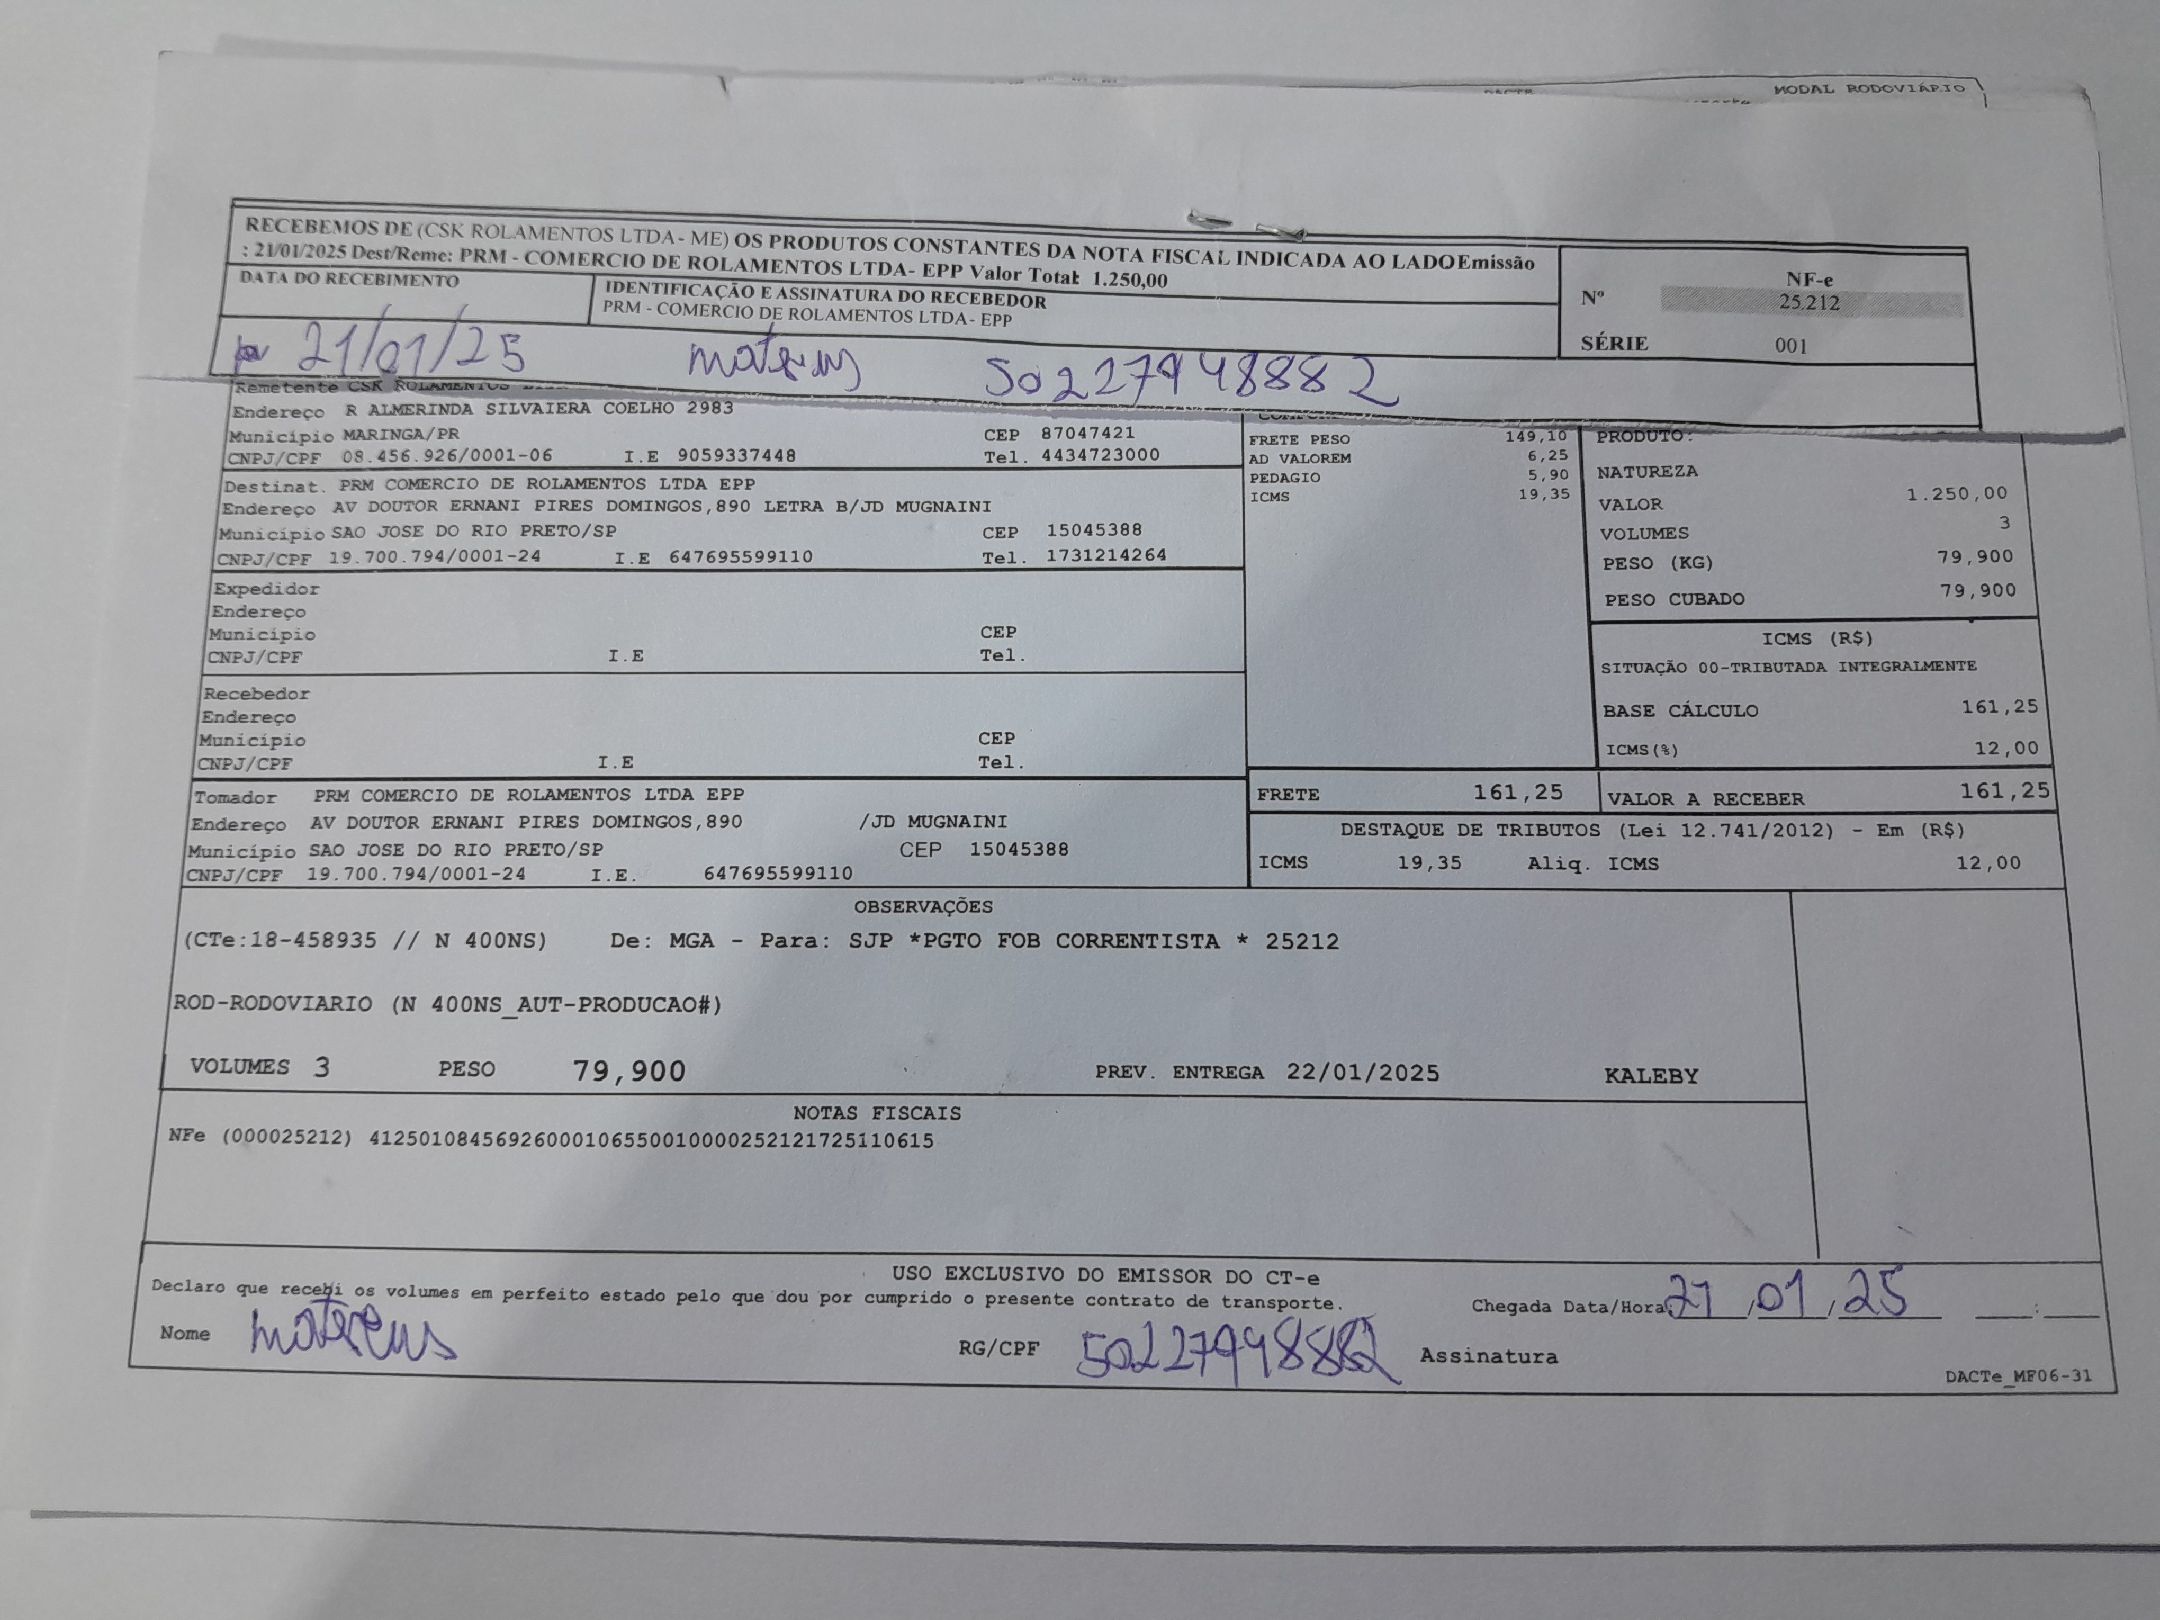 MODAL RODOVIÁRIO
RECEBEMOS DE (CSK ROLAMENTOS LTDA- ME) OS PRODUTOS CONSTANTES DA NOTA FISCAL INDICADA AO LADO Emissão
: 21/01/2025 Dest/Reme: PRM - COMERCIO DE ROLAMENTOS LTDA- EPP Valor Total: 1.250,00
DATA DO RECEBIMENTO
IDENTIFICAÇÃO E ASSINATURA DO RECEBEDOR
PRM - COMERCIO DE ROLAMENTOS LTDA- EPP
NF-e
Nº 25.212
SÉRIE 001
21/01/25 mateus 50227948882
Remetente CSK ROLAMENTOS
Endereço R ALMERINDA SILVAIERA COELHO 2983
Município MARINGA/PR CEP 87047421
CNPJ/CPF 08.456.926/0001-06 I.E 9059337448 Tel. 4434723000
Destinat. PRM COMERCIO DE ROLAMENTOS LTDA EPP
Endereço AV DOUTOR ERNANI PIRES DOMINGOS,890 LETRA B/JD MUGNAINI
Município SAO JOSE DO RIO PRETO/SP CEP 15045388
CNPJ/CPF 19.700.794/0001-24 I.E 647695599110 Tel. 1731214264
Expedidor
Endereço
Município CEP
CNPJ/CPF I.E Tel.
Recebedor
Endereço
Município CEP
CNPJ/CPF I.E Tel.
Tomador PRM COMERCIO DE ROLAMENTOS LTDA EPP
Endereço AV DOUTOR ERNANI PIRES DOMINGOS,890 /JD MUGNAINI
Município SAO JOSE DO RIO PRETO/SP CEP 15045388
CNPJ/CPF 19.700.794/0001-24 I.E. 647695599110
FRETE PESO 149,10
AD VALOREM 6,25
PEDAGIO 5,90
ICMS 19,35
PRODUTO:
NATUREZA
VALOR 1.250,00
VOLUMES 3
PESO (KG) 79,900
PESO CUBADO 79,900
ICMS (R$)
SITUAÇÃO 00-TRIBUTADA INTEGRALMENTE
BASE CÁLCULO 161,25
ICMS(%) 12,00
FRETE 161,25 VALOR A RECEBER 161,25
DESTAQUE DE TRIBUTOS (Lei 12.741/2012) - Em (R$)
ICMS 19,35 Aliq. ICMS 12,00
OBSERVAÇÕES
(CTe:18-458935 // N 400NS) De: MGA - Para: SJP *PGTO FOB CORRENTISTA * 25212
ROD-RODOVIARIO (N 400NS_AUT-PRODUCAO#)
VOLUMES 3 PESO 79,900 PREV. ENTREGA 22/01/2025 KALEBY
NOTAS FISCAIS
NFe (000025212) 41250108456926000106550010000252121725110615
USO EXCLUSIVO DO EMISSOR DO CT-e
Declaro que recebi os volumes em perfeito estado pelo que dou por cumprido o presente contrato de transporte.
Chegada Data/Hora: 21/01/25 :
Nome mateus RG/CPF 50227948882 Assinatura
DACTe_MF06-31